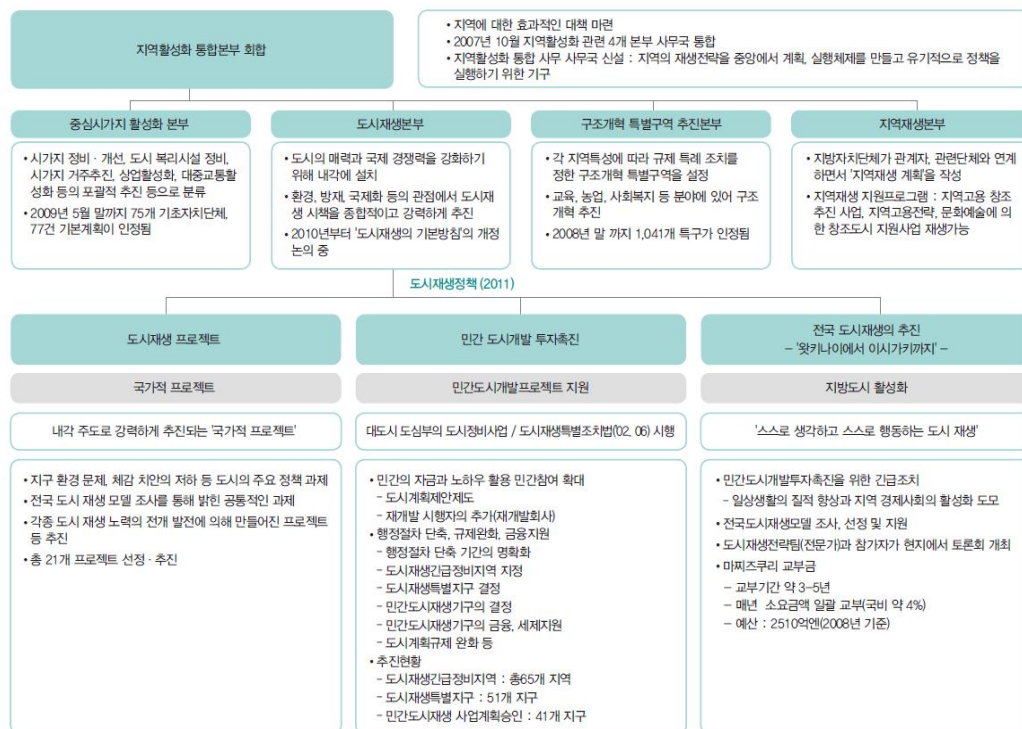 지역활성화 통합본부 회합
• 지역에 대한 효과적인 대책 마련
• 2007년 10월 지역활성화 관련 4개 본부 사무국 통합
• 지역활성화 통합 사무 사무국 신설 : 지역의 재생전략을 중앙에서 계획, 실행체제를 만들고 유기적으로 정책을
실행하기 위한 기구
중심시가지 활성화 본부
• 시가지 정비 · 개선, 도시 복리시설 정비,
시가지 거주추진, 상업활성화, 대중교통활
성화 등의 포괄적 추진 등으로 분류
• 2009년 5월 말까지 75개 기초자치단체,
77건 기본계획이 인정됨
도시재생본부
• 도시의 매력과 국제 경쟁력을 강화하기
위해 내각에 설치
• 환경, 방재, 국제화 등의 관점에서 도시재
생 시책을 종합적이고 강력하게 추진
• 2010년부터 '도시재생의 기본방침'의 개정
논의 중
구조개혁 특별구역 추진본부
• 각 지역특성에 따라 규제 특례 조치를
정한 구조개혁 특별구역을 설정
• 교육, 농업, 사회복지 등 분야에 있어 구조
개혁 추진
• 2008년 말 까지 1,041개 특구가 인정됨
지역재생본부
• 지방자치단체가 관계자, 관련단체와 연계
하면서 '지역재생 계획'을 작성
• 지역재생 지원프로그램 : 지역고용 창조
추진 사업, 지역고용전략, 문화예술에 의
한 창조도시 지원사업 재생가능
도시재생정책 (2011)
도시재생 프로젝트
국가적 프로젝트
내각 주도로 강력하게 추진되는 '국가적 프로젝트'
• 지구 환경 문제, 체감 치안의 저하 등 도시의 주요 정책 과제
• 전국 도시 재생 모델 조사를 통해 밝힌 공통적인 과제
• 각종 도시 재생 노력의 전개 발전에 의해 만들어진 프로젝트
등 추진
• 총 21개 프로젝트 선정 · 추진
민간 도시개발 투자촉진
민간도시개발프로젝트 지원
대도시 도심부의 도시정비사업 / 도시재생특별조치법('02. 06) 시행
• 민간의 자금과 노하우 활용 민간참여 확대
– 도시계획제안제도
– 재개발 시행자의 추가(재개발회사)
• 행정절차 단축, 규제완화, 금융지원
– 행정절차 단축 기간의 명확화
– 도시재생긴급정비지역 지정
– 도시재생특별지구 결정
– 민간도시재생기구의 결정
– 민간도시재생기구의 금융, 세제지원
– 도시계획규제 완화 등
• 추진현황
– 도시재생긴급정비지역 : 총65개 지역
– 도시재생특별지구 : 51개 지구
– 민간도시재생 사업계획승인 : 41개 지구
전국 도시재생의 추진
– '왓키나이에서 이시가키까지' –
지방도시 활성화
'스스로 생각하고 스스로 행동하는 도시 재생'
• 민간도시개발투자촉진을 위한 긴급조치
– 일상생활의 질적 향상과 지역 경제사회의 활성화 도모
• 전국도시재생모델 조사, 선정 및 지원
• 도시재생전략팀(전문가)과 참가자가 현지에서 토론회 개최
• 마찌즈쿠리 교부금
– 교부기간 약 3–5년
– 매년 소요금액 일괄 교부(국비 약 4%)
– 예산 : 2510억엔(2008년 기준)